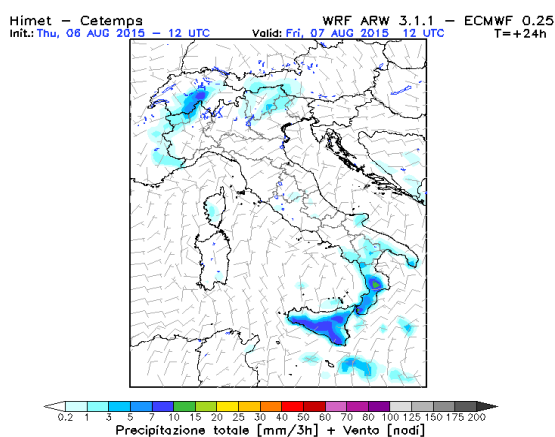 Himet – Cetemps
WRF ARW 3.1.1 – ECMWF 0.25
Init.: Thu, 06 AUG 2015 – 12 UTC
Valid: Fri, 07 AUG 2015 12 UTC
T=+24h
0.2 1 3 5 7 10 15 20 25 30 40 50 60 80 100 125 150 175 200
Precipitazione totale [mm/3h] + Vento [nodi]